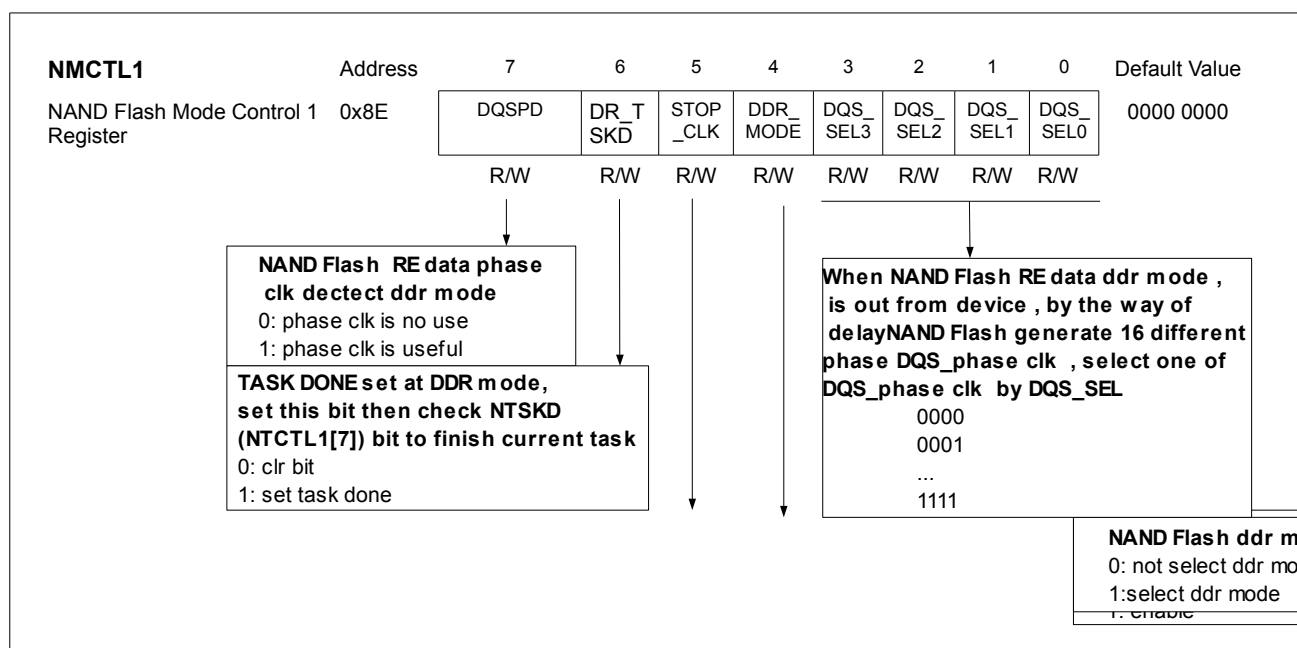 NMCTL1 Address 7 6 5 4 3 2 1 0 Default Value
NAND Flash Mode Control 1 0x8E DQSPD DR_T STOP DDR_ DQS_ DQS_ DQS_ DQS_ 0000 0000
Register SKD _CLK MODE SEL3 SEL2 SEL1 SEL0
R/W R/W R/W R/W R/W R/W R/W R/W
NAND Flash RE data phase
clk dectect ddr mode
0: phase clk is no use
1: phase clk is useful
TASK DONE set at DDR mode,
set this bit then check NTSKD
(NTCTL1[7]) bit to finish current task
0: clr bit
1: set task done
When NAND Flash RE data ddr mode ,
is out from device , by the way of
delayNAND Flash generate 16 different
phase DQS_phase clk , select one of
DQS_phase clk by DQS_SEL
0000
0001
...
1111
NAND Flash ddr m
0: not select ddr mo
1:select ddr mode
1: enable